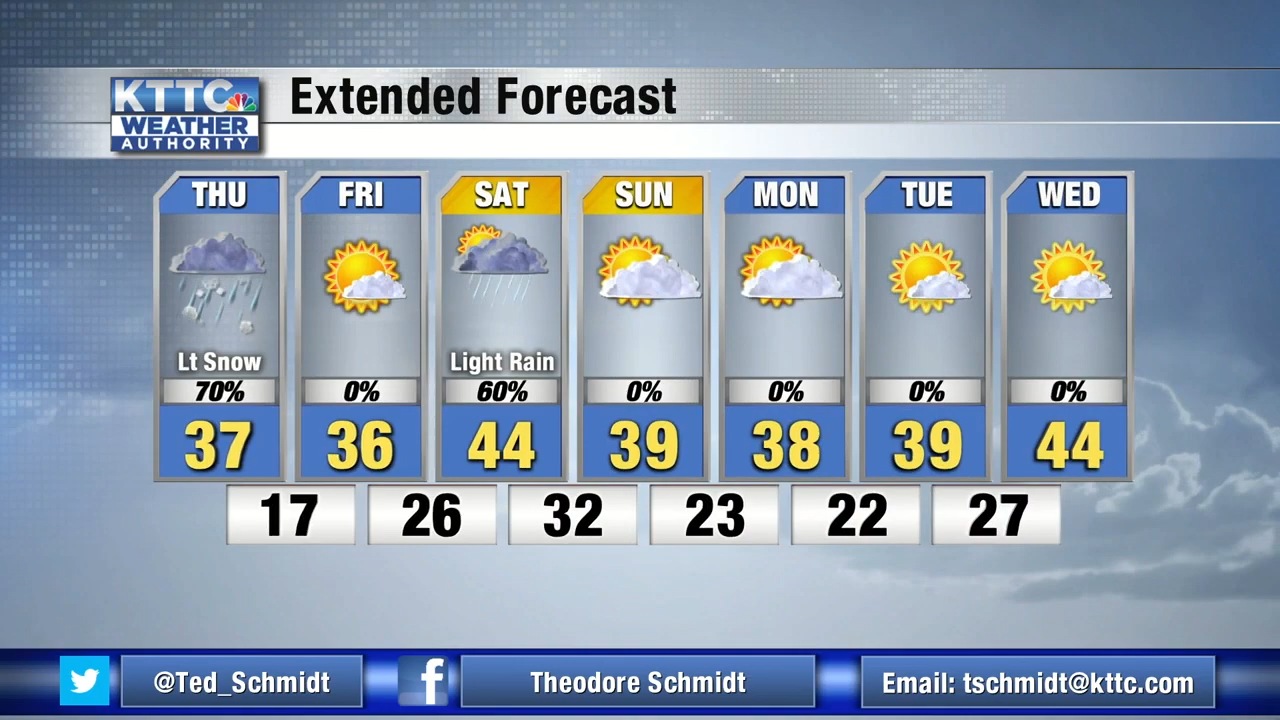 KTTC
WEATHER
AUTHORITY
Extended Forecast
THU FRI SAT SUN MON TUE WED
Lt Snow Light Rain
70% 0% 60% 0% 0% 0% 0%
37 36 44 39 38 39 44
17 26 32 23 22 27
@Ted_Schmidt f Theodore Schmidt Email: tschmidt@kttc.com